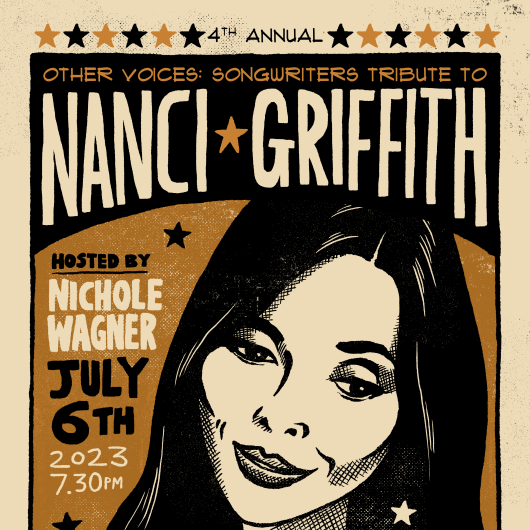 4TH ANNUAL
OTHER VOICES: SONGWRITERS TRIBUTE TO
NANCI GRIFFITH
HOSTED BY
NICHOLE
WAGNER
JULY
6TH
2023
7.30PM